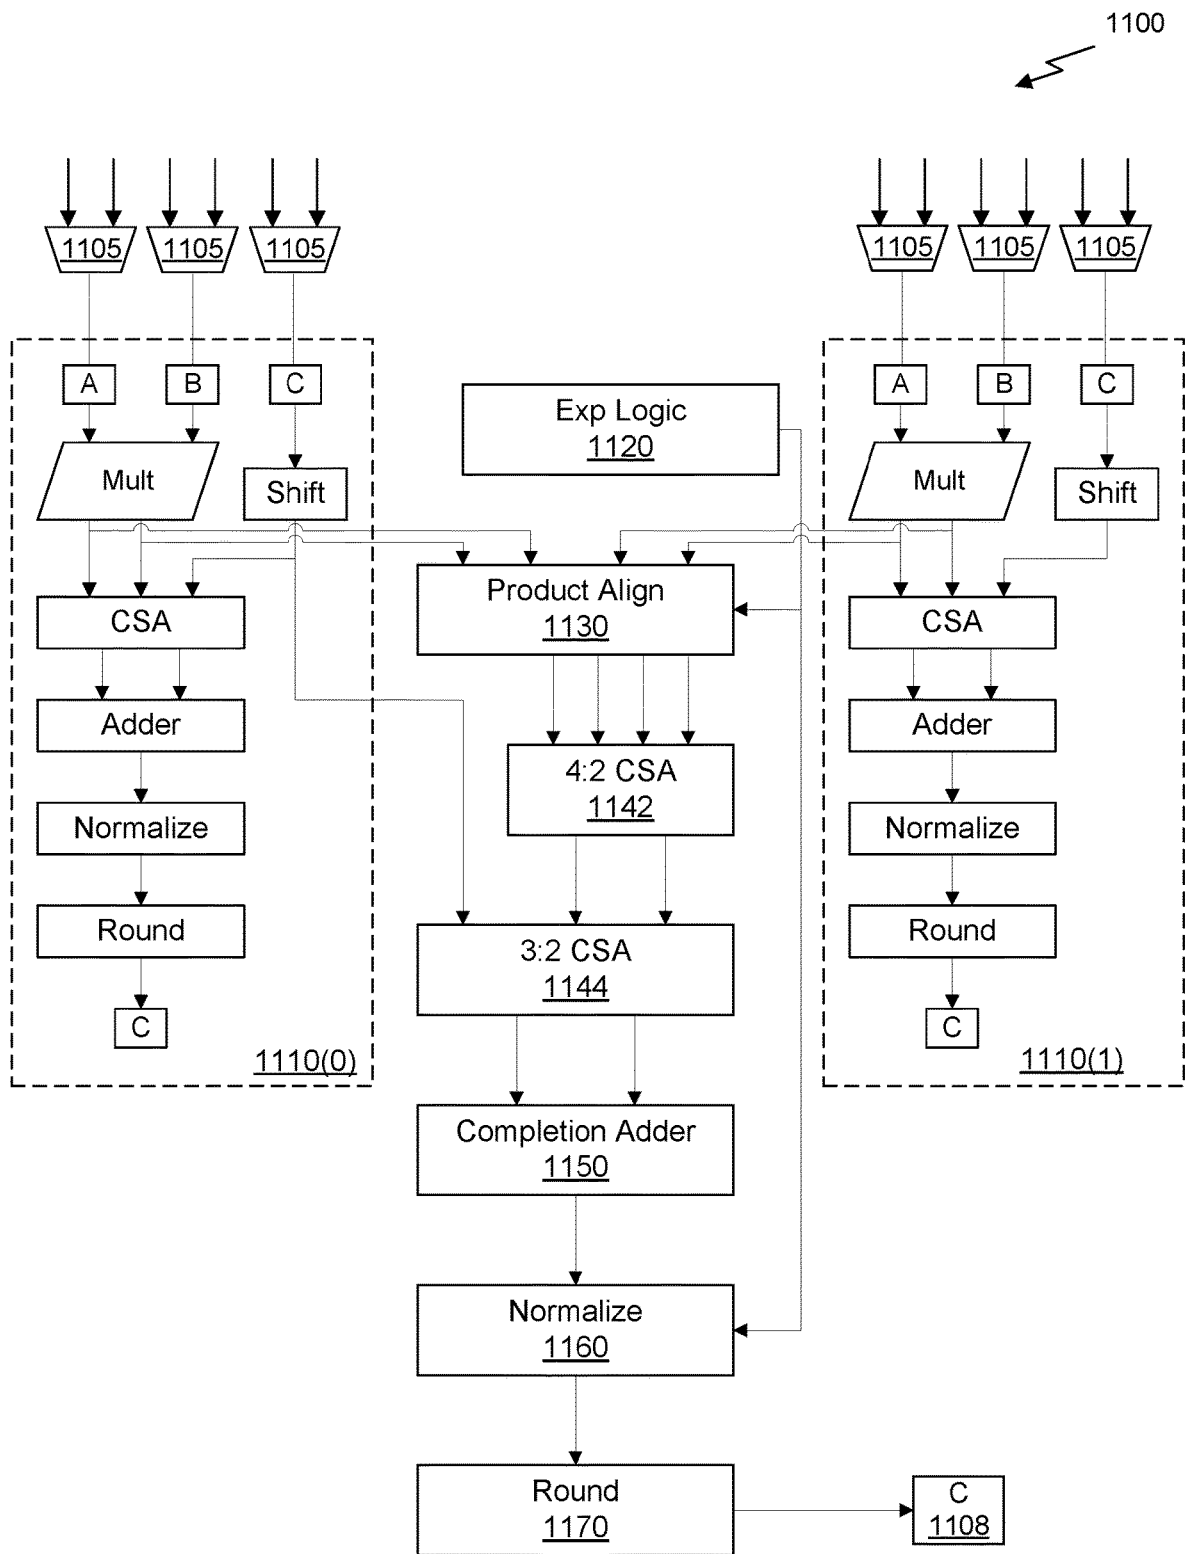 1100
1105 1105 1105 1105 1105 1105
A B C A B C
Exp Logic
1120
Mult Shift Mult Shift
Product Align
1130
CSA CSA
Adder Adder
4:2 CSA
1142
Normalize Normalize
Round Round
3:2 CSA
1144
C C
1110(0) 1110(1)
Completion Adder
1150
Normalize
1160
Round
1170
C
1108